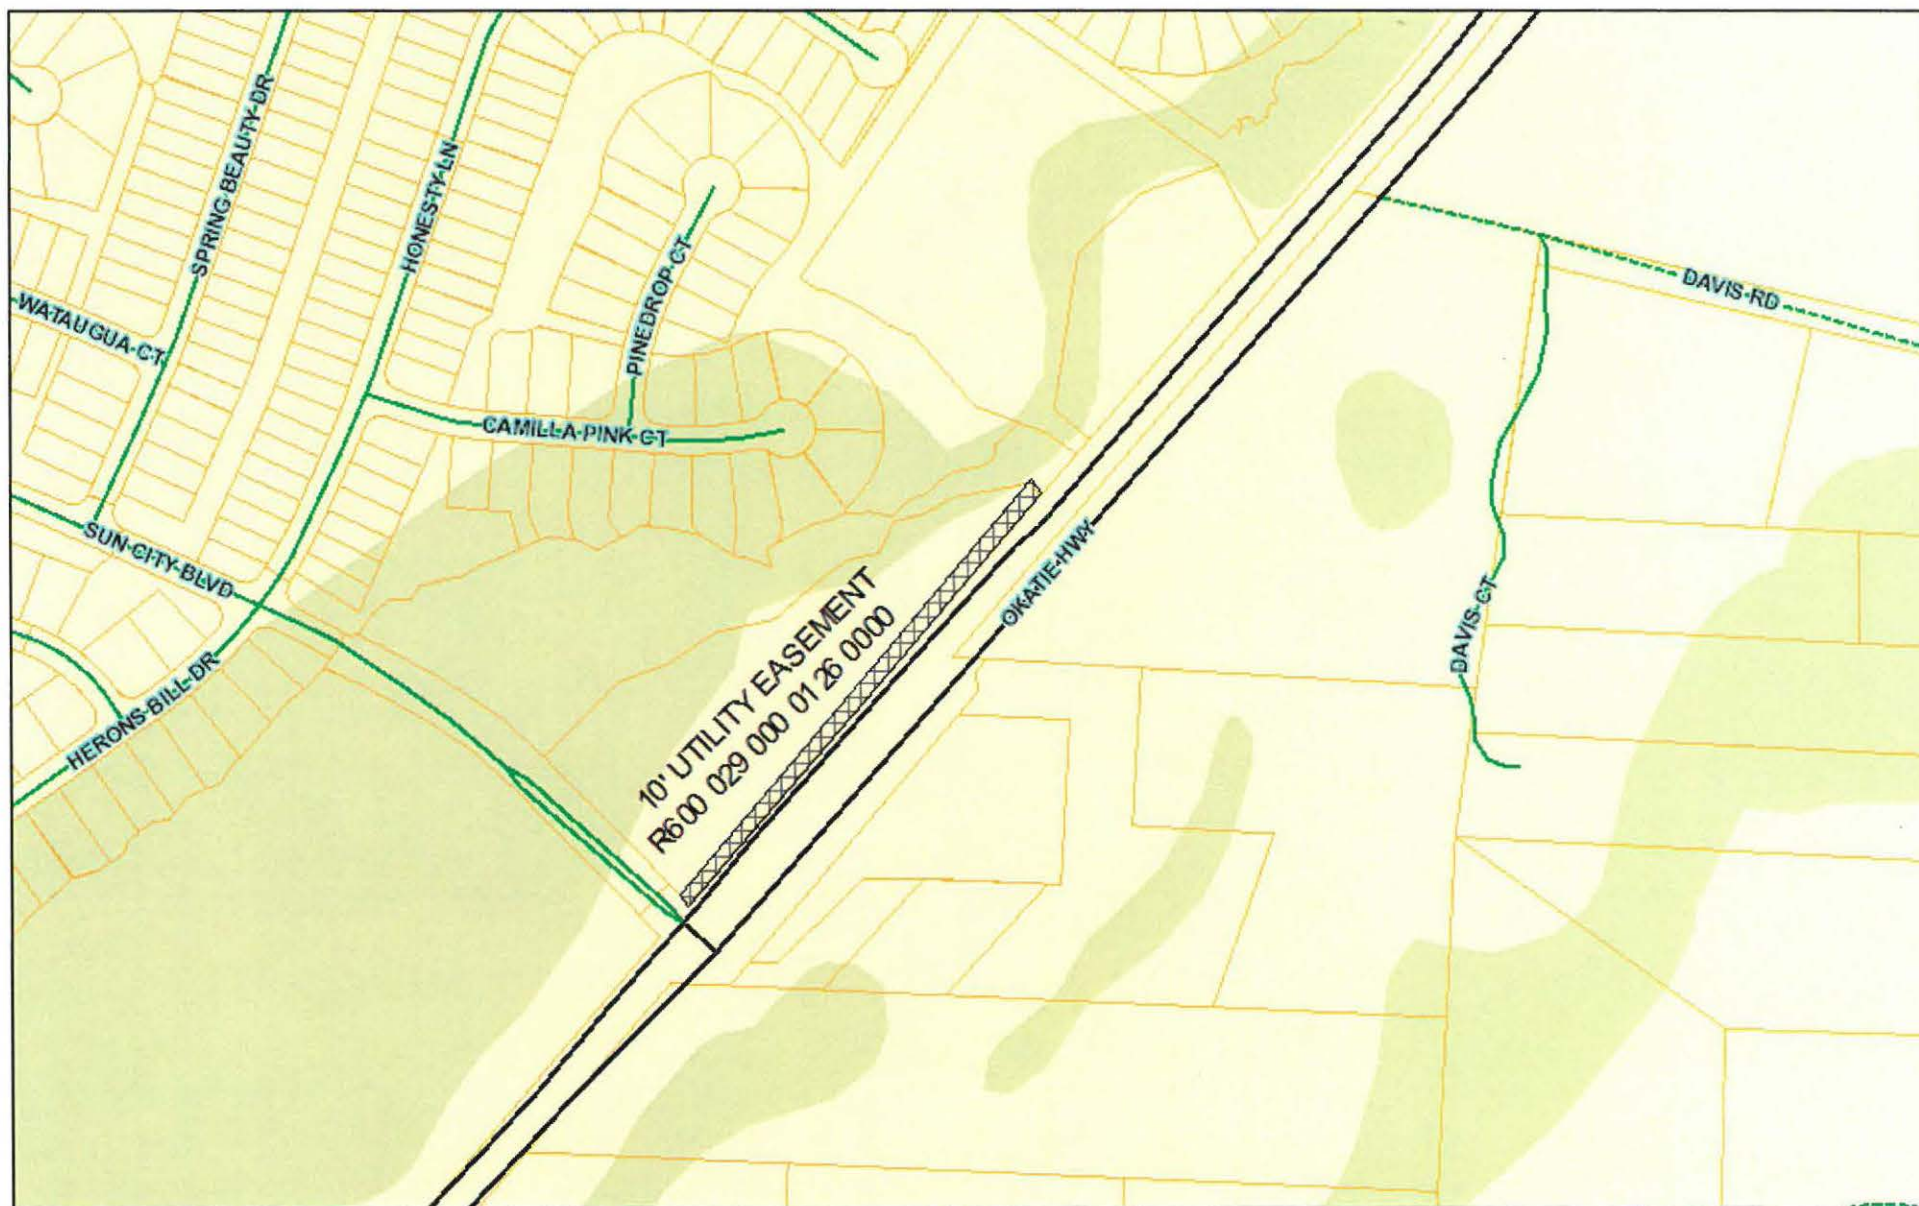 SPRING BEAUTY DR
HONESTY LN
WATAUGUA CT
PINEDROP CT
DAVIS RD
CAMILLA PINK CT
SUN CITY BLVD
OKATIE HWY
10' UTILITY EASEMENT
R600 029 000 0126 0000
DAVIS CT
HERONS BILL DR